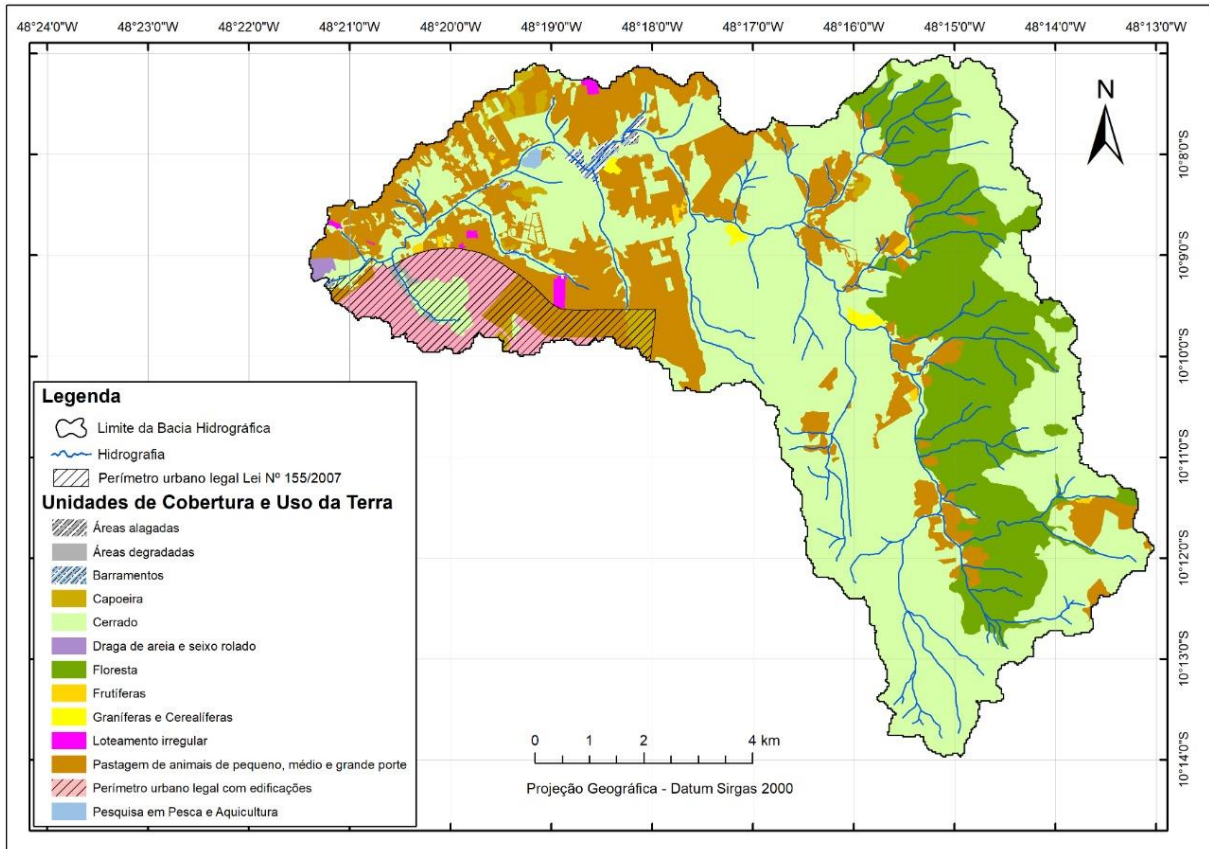 48°24'0"W 48°23'0"W 48°22'0"W 48°21'0"W 48°20'0"W 48°19'0"W 48°18'0"W 48°17'0"W 48°16'0"W 48°15'0"W 48°14'0"W 48°13'0"W
N
10°8'0"S
10°9'0"S
10°10'0"S
10°11'0"S
10°12'0"S
10°13'0"S
10°14'0"S
Legenda
Limite da Bacia Hidrográfica
Hidrografia
Perímetro urbano legal Lei Nº 155/2007
Unidades de Cobertura e Uso da Terra
Áreas alagadas
Áreas degradadas
Barramentos
Capoeira
Cerrado
Draga de areia e seixo rolado
Floresta
Frutíferas
Graníferas e Cerealíferas
Loteamento irregular
Pastagem de animais de pequeno, médio e grande porte
Perímetro urbano legal com edificações
Pesquisa em Pesca e Aquicultura
0 1 2 4 km
Projeção Geográfica - Datum Sirgas 2000